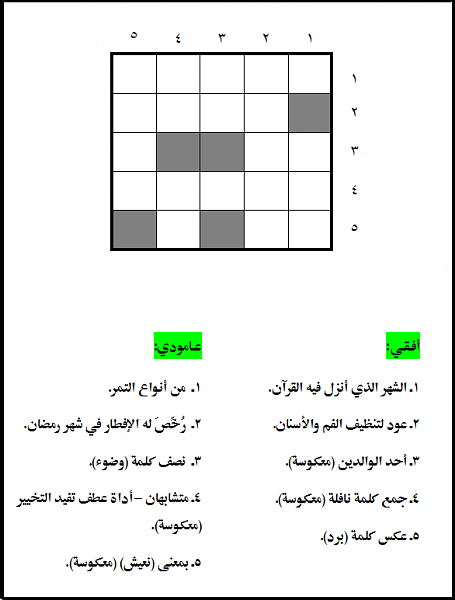 ٥ ٤ ٣ ٢ ١
١
٢
٣
٤
٥
أفقي:
١. الشهر الذي أنزل فيه القرآن.
٢. عود لتنظيف الفم والأسنان.
٣. أحد الوالدين (معكوسة).
٤. جمع كلمة نافلة (معكوسة).
٥. عكس كلمة (برد).
عامودي:
١. من أنواع التمر.
٢. رُخِّصَ له الإفطار في شهر رمضان.
٣. نصف كلمة (وضوء).
٤. متشابهان – أداة عطف تفيد التخيير
(معكوسة).
٥. بمعنى (نعيش) (معكوسة).